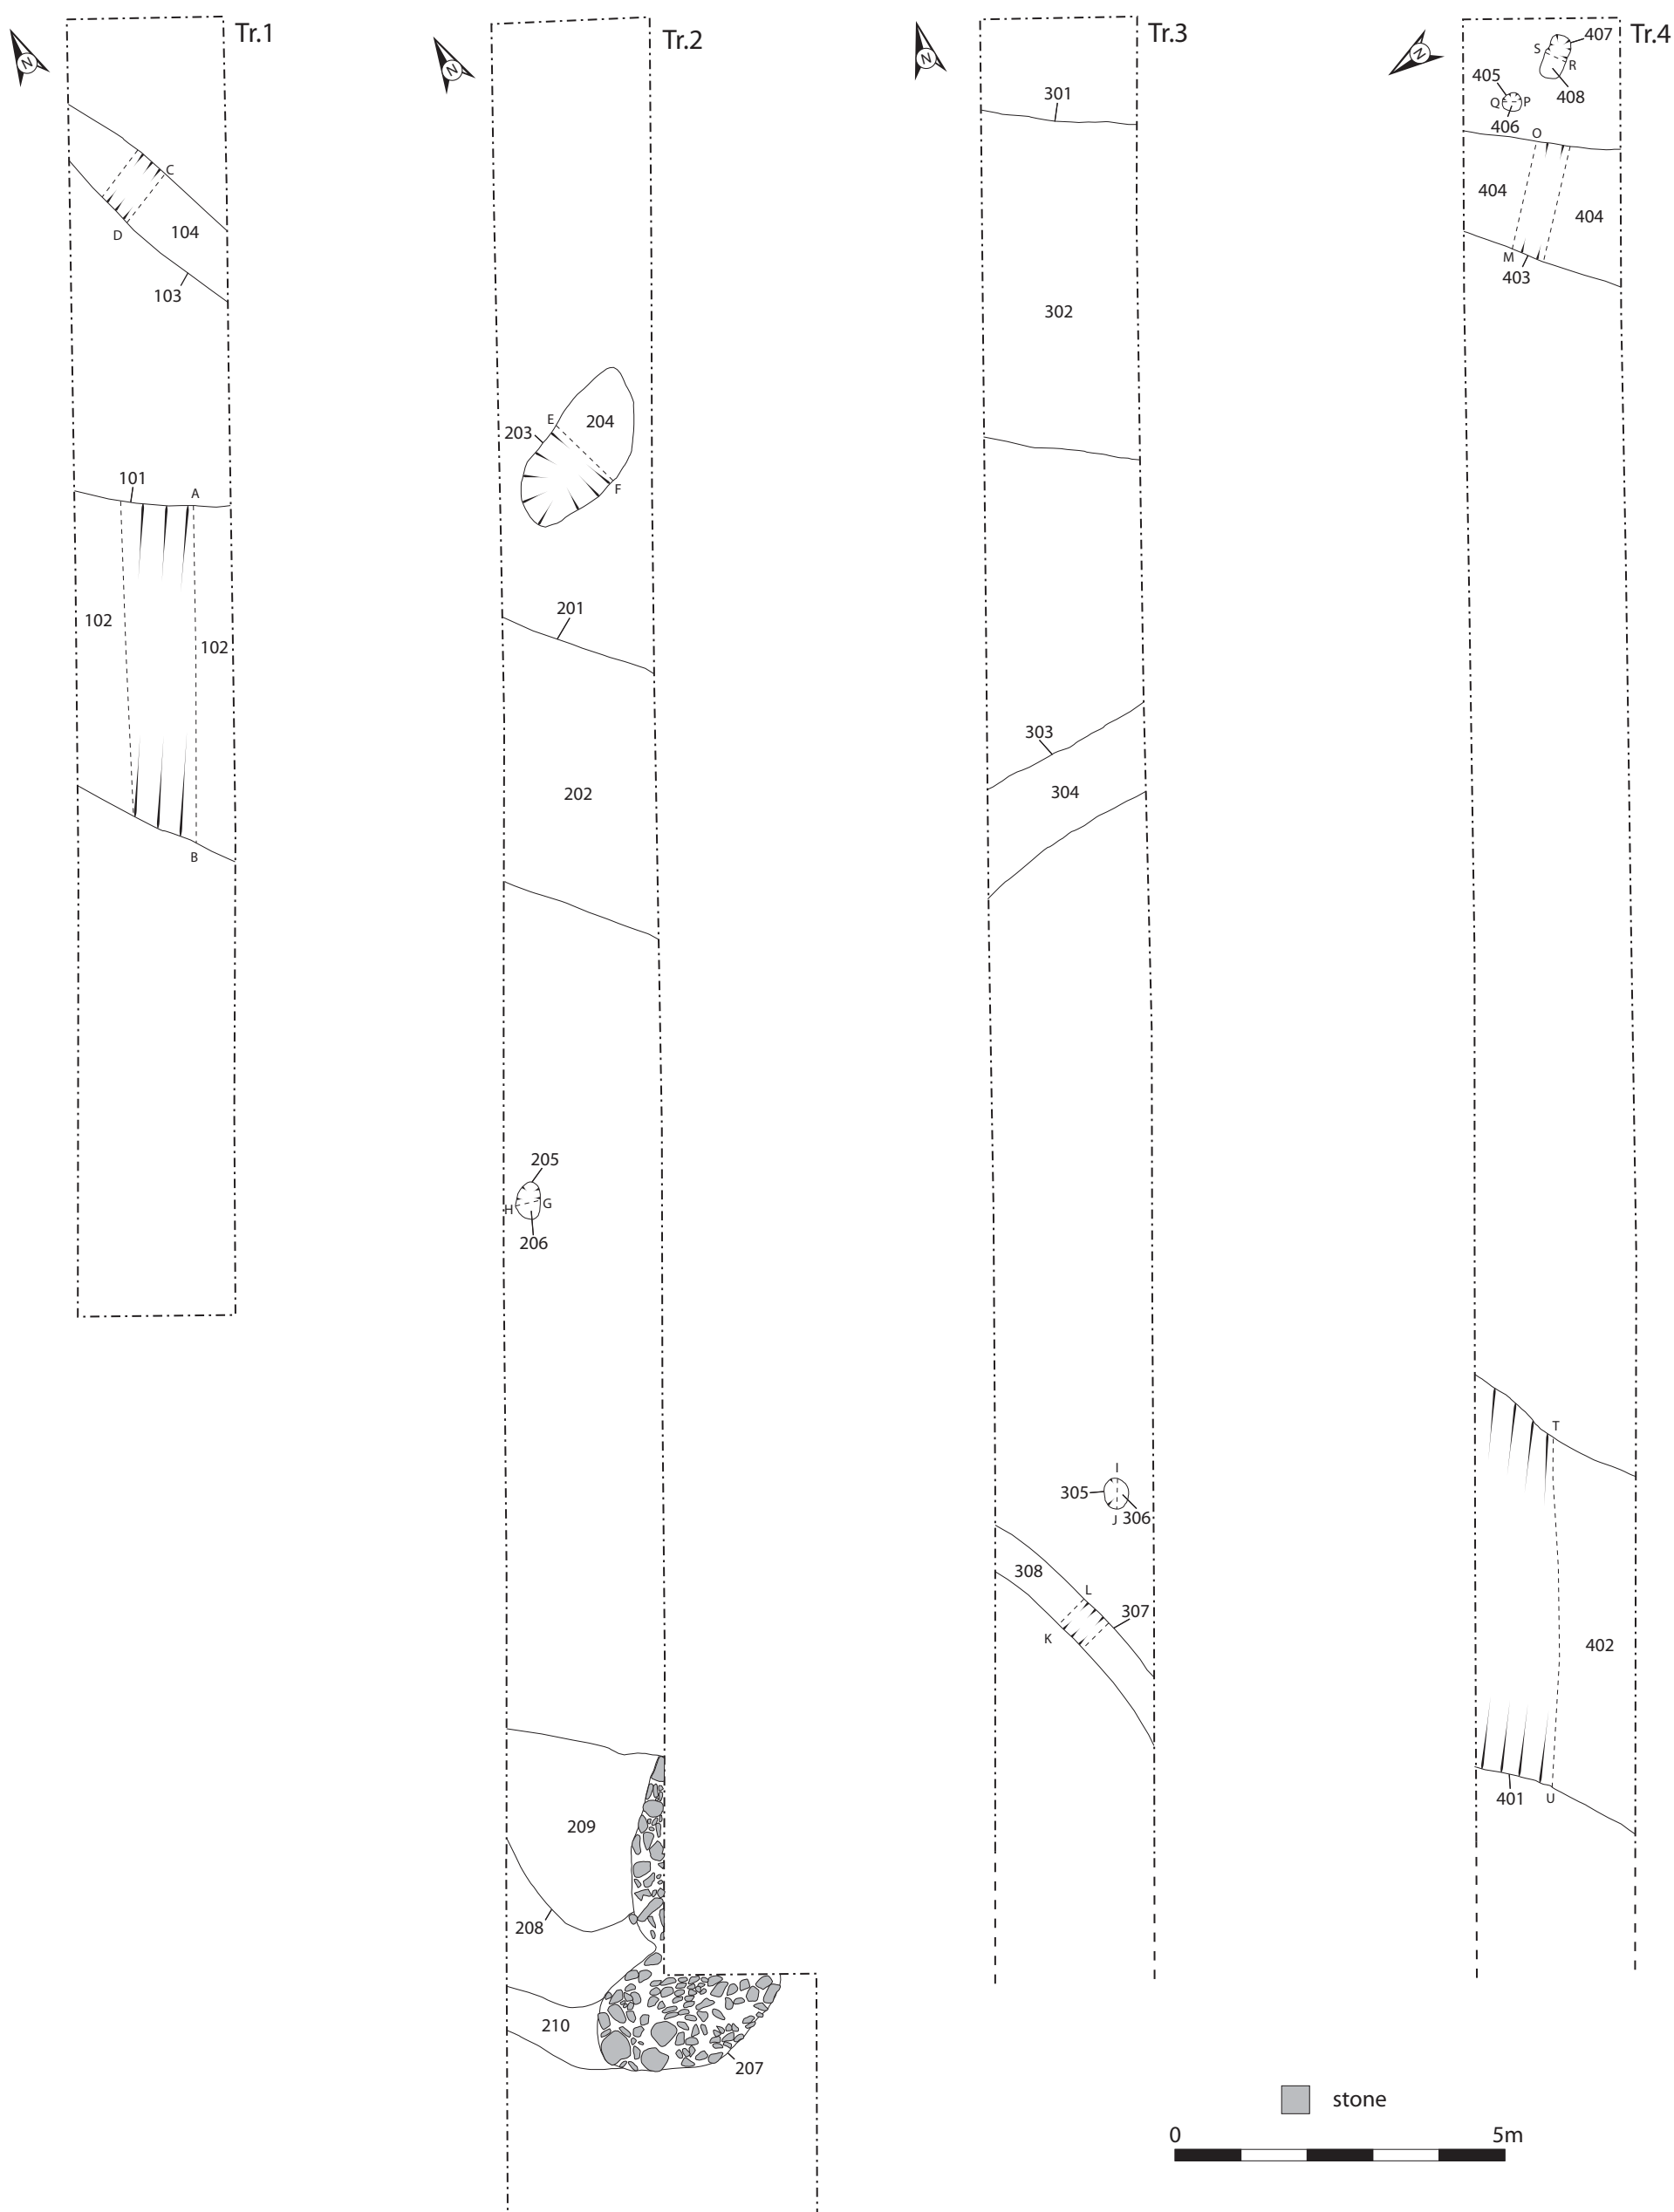 Tr.1
N
C
D
104
103
101
A
102
102
B
Tr.2
N
E
204
203
F
201
202
205
H
G
206
209
208
210
207
Tr.3
N
301
302
303
304
I
305
306
J
308
L
307
K
Tr.4
N
407
S
R
405
408
Q
P
406
O
404
404
M
403
T
402
401
U
stone
0 5m